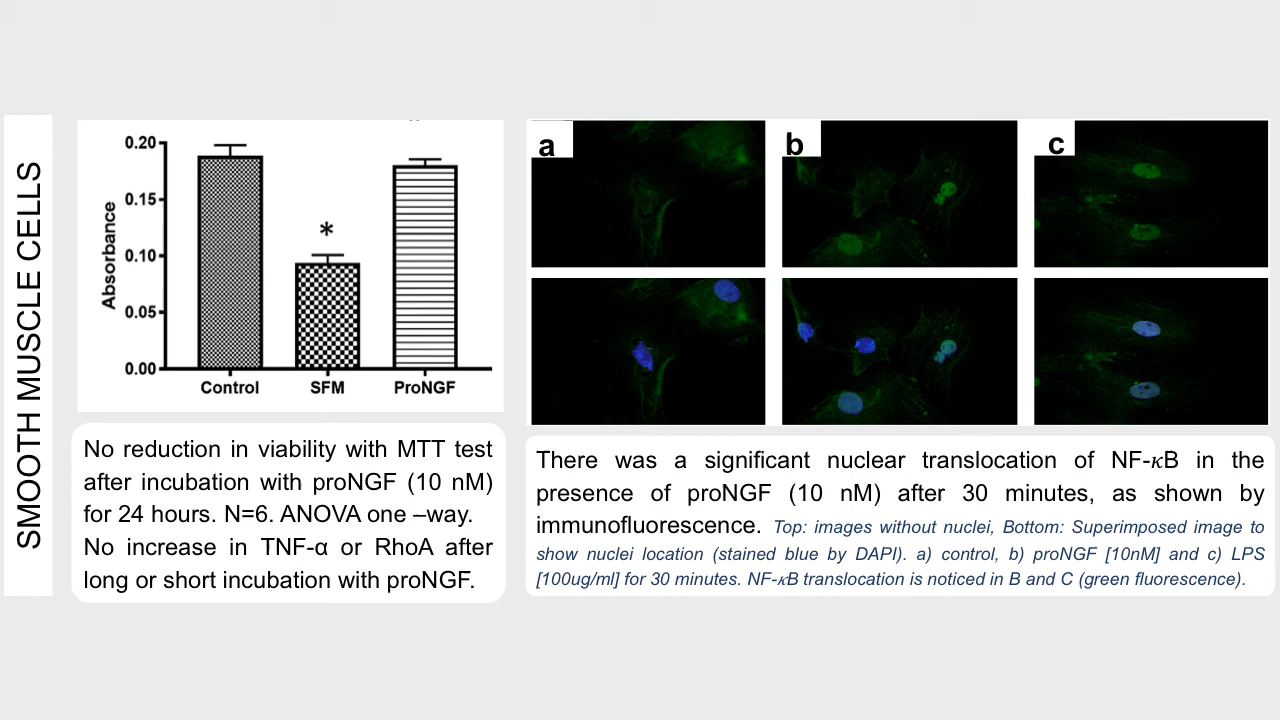 SMOOTH MUSCLE CELLS
0.20
0.15
0.10
0.05
0.00
Absorbance
*
Control SFM ProNGF
No reduction in viability with MTT test
after incubation with proNGF (10 nM)
for 24 hours. N=6. ANOVA one –way.
No increase in TNF-α or RhoA after
long or short incubation with proNGF.
a b c
There was a significant nuclear translocation of NF-κB in the
presence of proNGF (10 nM) after 30 minutes, as shown by
immunofluorescence. Top: images without nuclei, Bottom: Superimposed image to
show nuclei location (stained blue by DAPI). a) control, b) proNGF [10nM] and c) LPS
[100ug/ml] for 30 minutes. NF-κB translocation is noticed in B and C (green fluorescence).